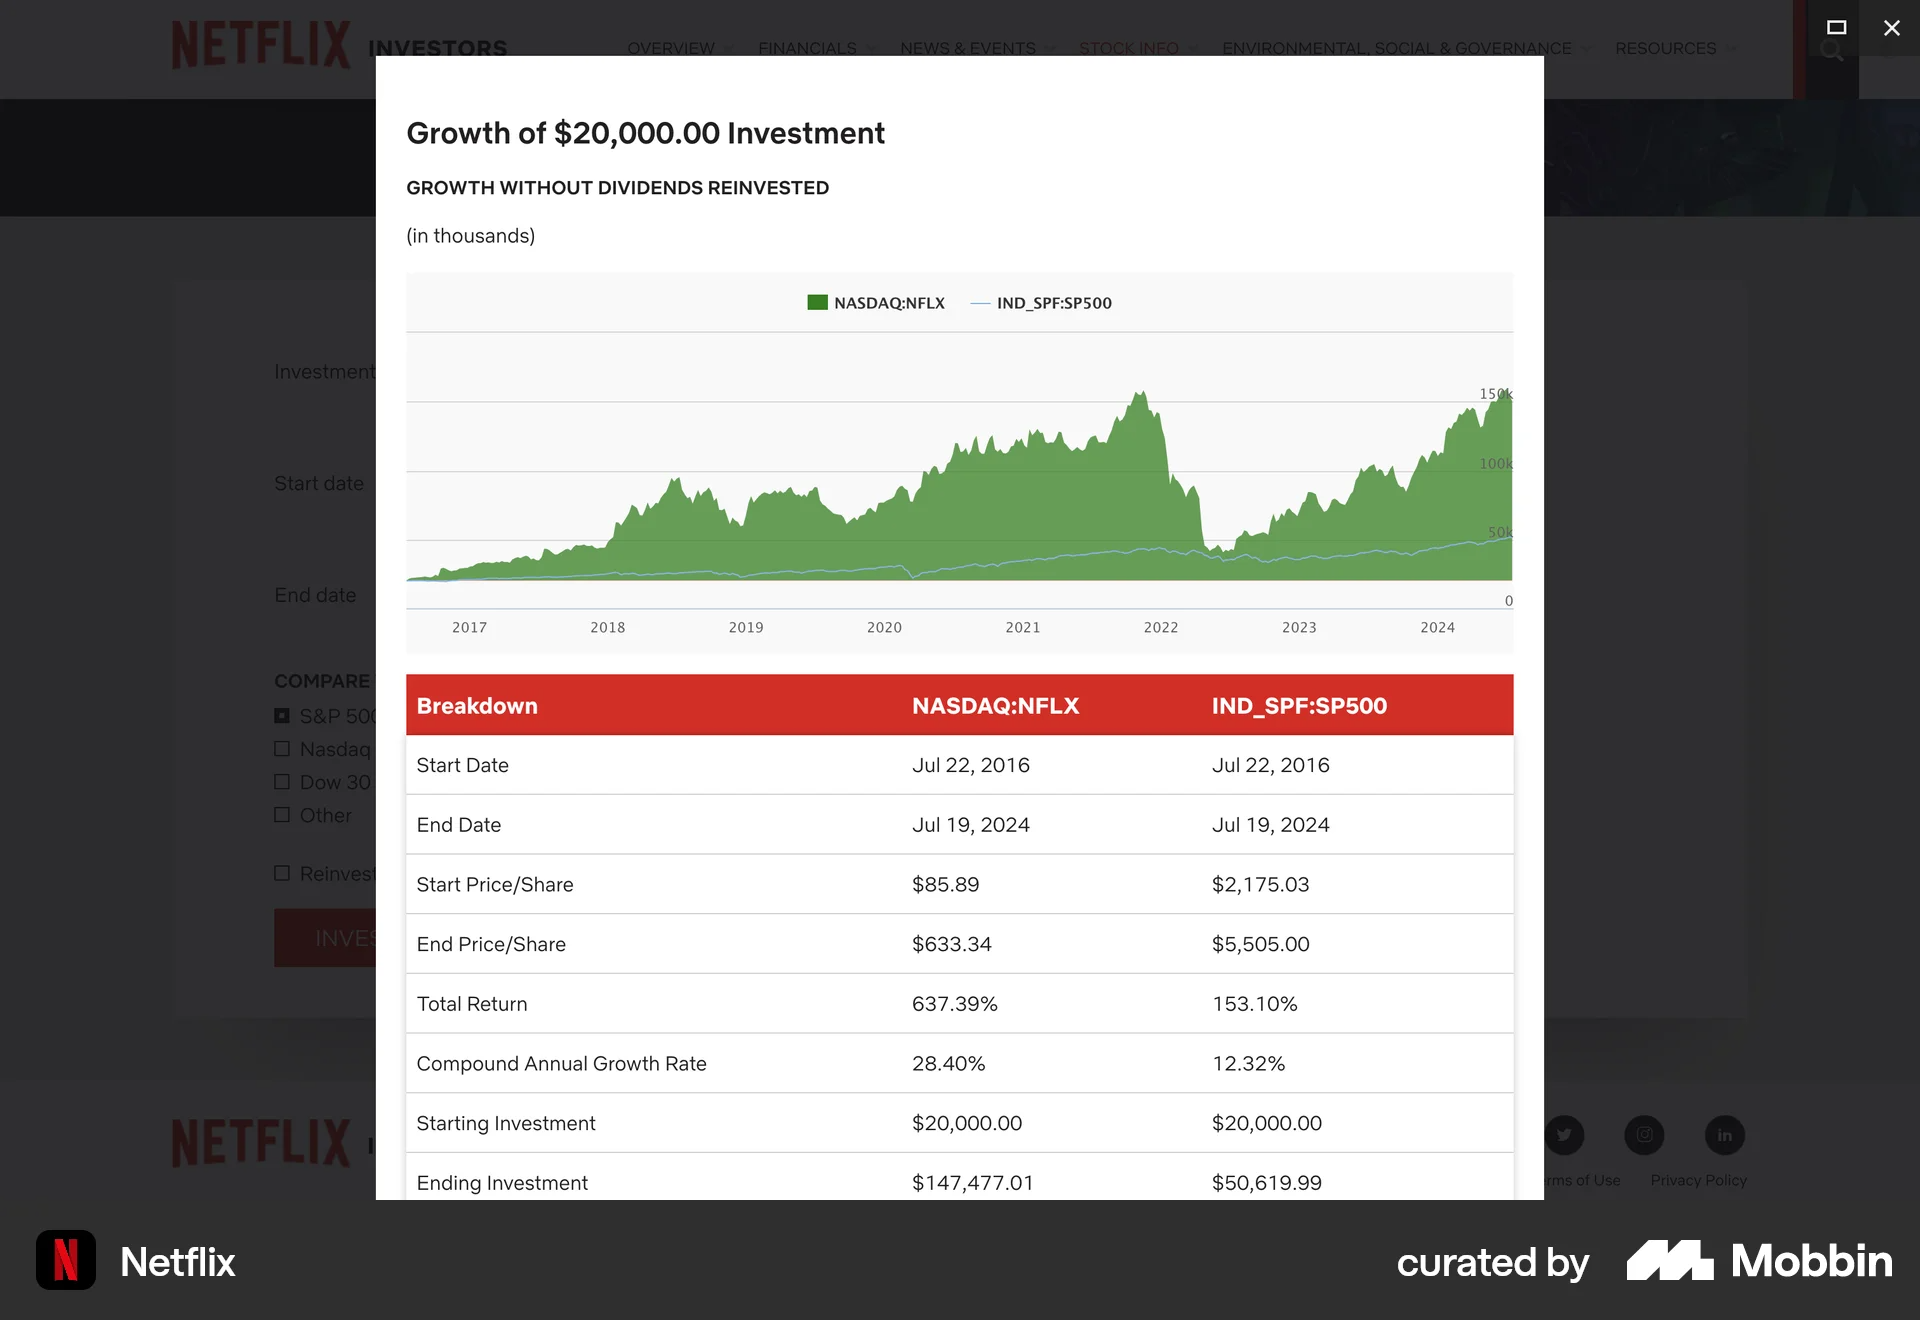 NETFLIX INVESTORS
OVERVIEW FINANCIALS NEWS & EVENTS STOCK INFO ENVIRONMENTAL, SOCIAL & GOVERNANCE RESOURCES
Growth of $20,000.00 Investment
GROWTH WITHOUT DIVIDENDS REINVESTED
(in thousands)
NASDAQ:NFLX IND_SPF:SP500
150k
100k
50k
0
2017 2018 2019 2020 2021 2022 2023 2024
Investment
Start date
End date
COMPARE
S&P 500
Nasdaq
Dow 30
Other
Reinvest
INVES
Breakdown NASDAQ:NFLX IND_SPF:SP500
Start Date Jul 22, 2016 Jul 22, 2016
End Date Jul 19, 2024 Jul 19, 2024
Start Price/Share $85.89 $2,175.03
End Price/Share $633.34 $5,505.00
Total Return 637.39% 153.10%
Compound Annual Growth Rate 28.40% 12.32%
Starting Investment $20,000.00 $20,000.00
Ending Investment $147,477.01 $50,619.99
NETFLIX
in
rms of Use Privacy Policy
N Netflix
curated by Mobbin